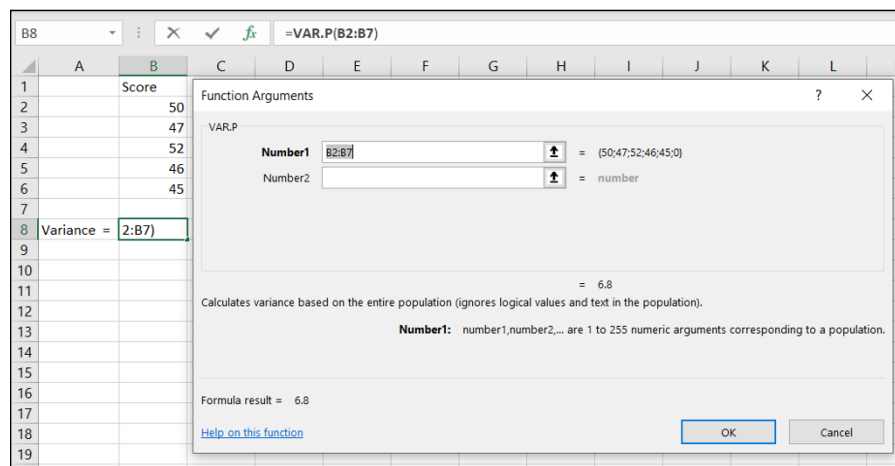 B8 fx =VAR.P(B2:B7)
A B C D E F G H I J K L
1 Score
2 50
3 47
4 52
5 46
6 45
7
8 Variance = 2:B7)
9
10
11
12
13
14
15
16
17
18
19
Function Arguments ? ×
VAR.P
Number1 B2:B7 = {50;47;52;46;45;0}
Number2 = number
= 6.8
Calculates variance based on the entire population (ignores logical values and text in the population).
Number1: number1,number2,... are 1 to 255 numeric arguments corresponding to a population.
Formula result = 6.8
Help on this function OK Cancel